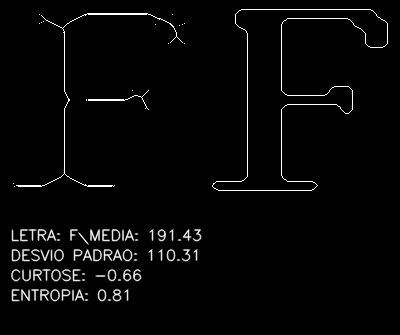 F F
LETRA: F\MEDIA: 191.43
DESVIO PADRAO: 110.31
CURTOSE: -0.66
ENTROPIA: 0.81